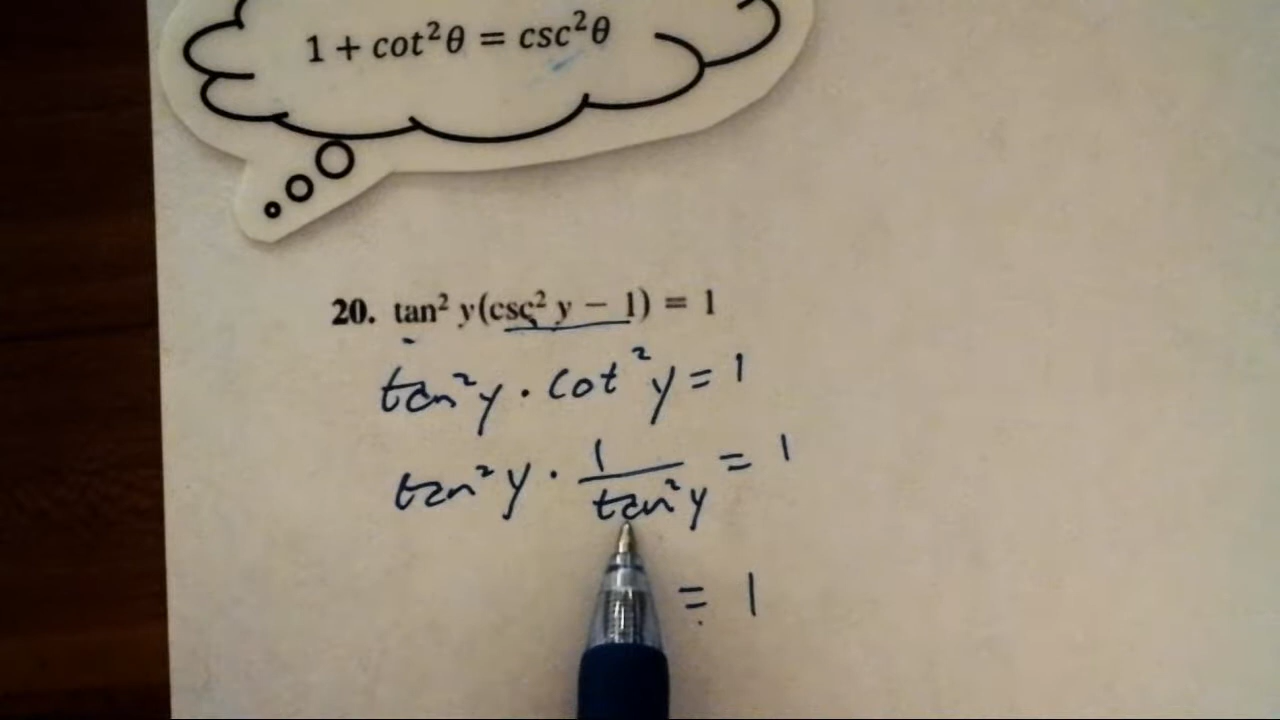 1 + cot²θ = csc²θ
20. tan² y(csc² y − 1) = 1
tan²y · cot²y = 1
tan²y · 1/tan²y = 1
= 1